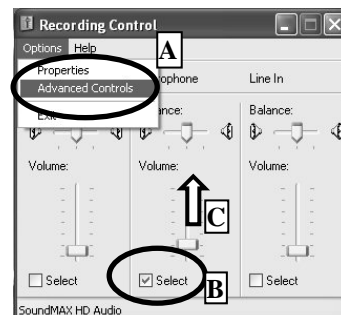 Recording Control
Options Help
A
Properties
Advanced Controls
ophone
Line In
ance:
Balance:
Volume:
Volume:
Volume:
C
Select
Select
B
Select
SoundMAX HD Audio